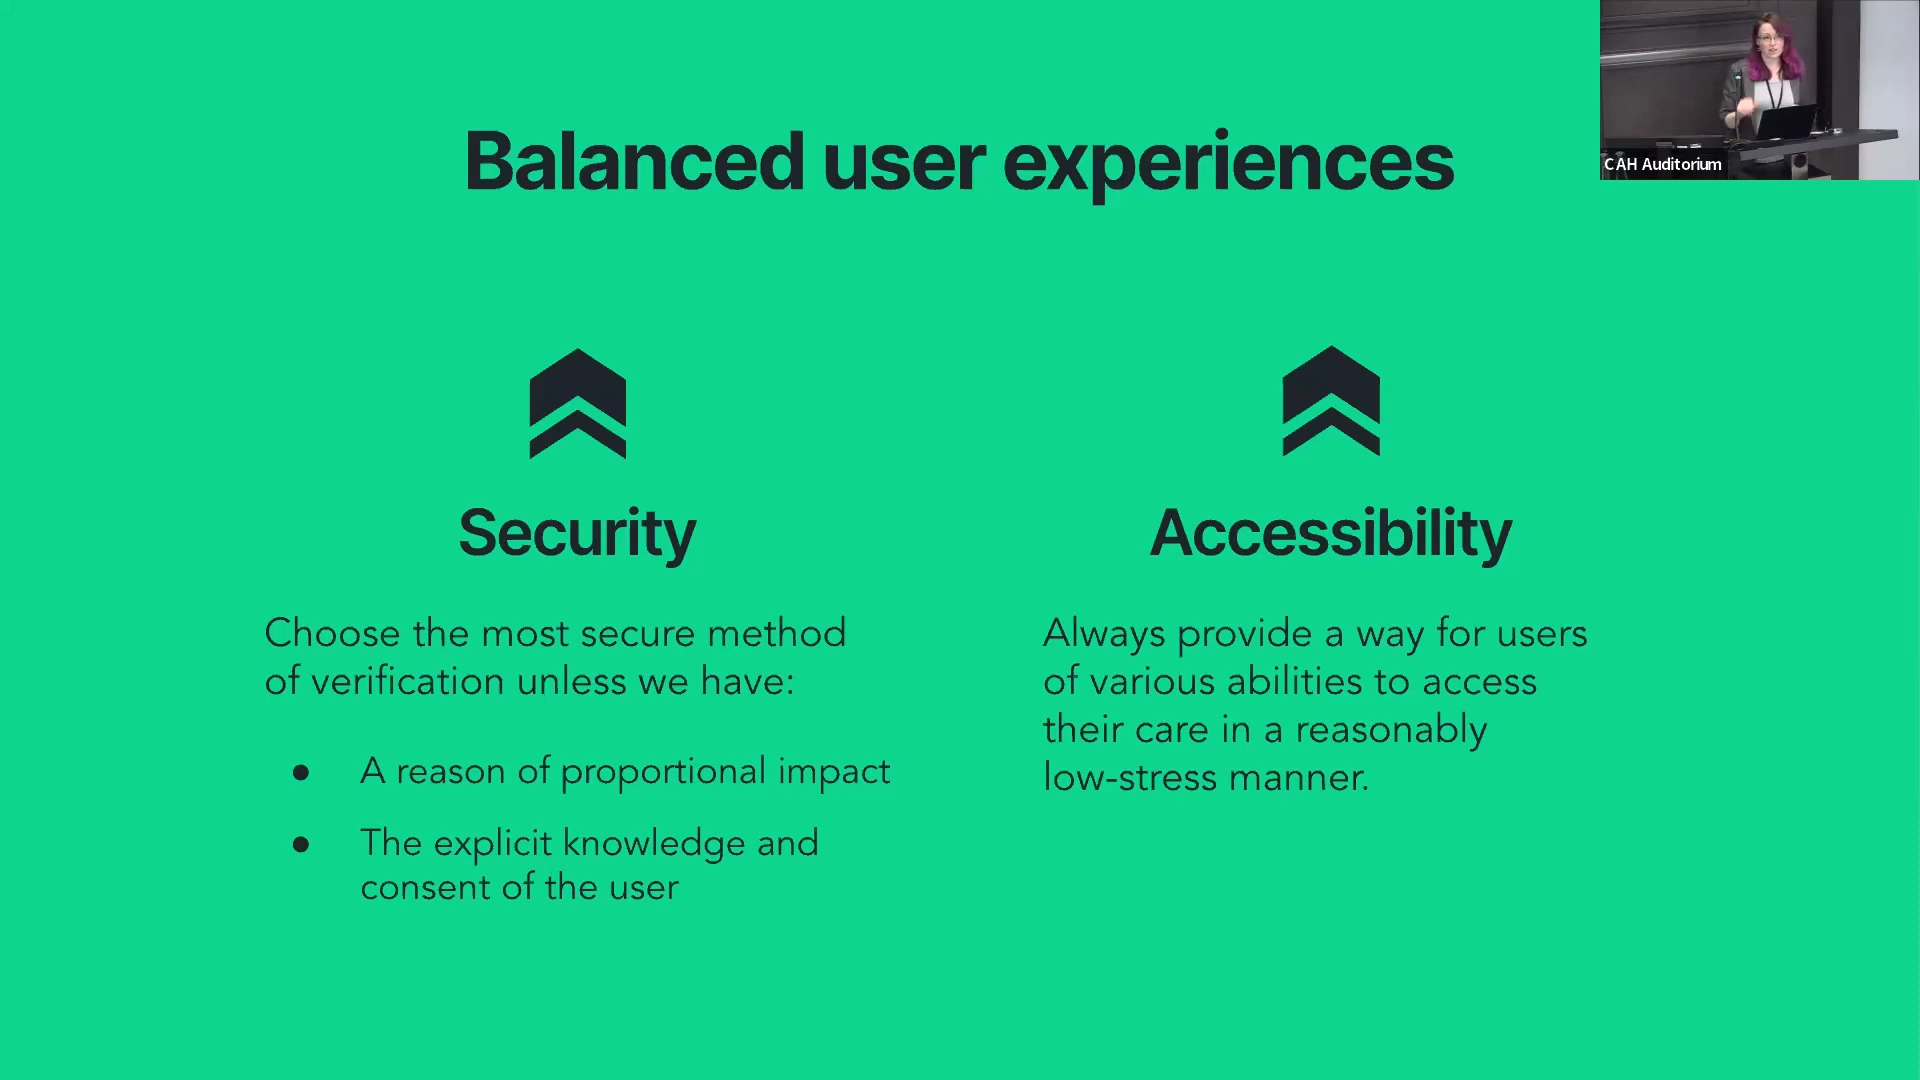 Balanced user experiences
CAH Auditorium
Security
Choose the most secure method
of verification unless we have:
● A reason of proportional impact
● The explicit knowledge and
consent of the user
Accessibility
Always provide a way for users
of various abilities to access
their care in a reasonably
low-stress manner.